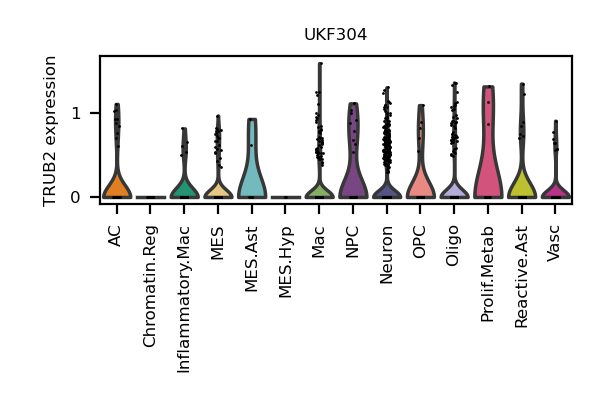 UKF304
TRUB2 expression
1
0
AC
Chromatin.Reg
Inflammatory.Mac
MES
MES.Ast
MES.Hyp
Mac
NPC
Neuron
OPC
Oligo
Prolif.Metab
Reactive.Ast
Vasc